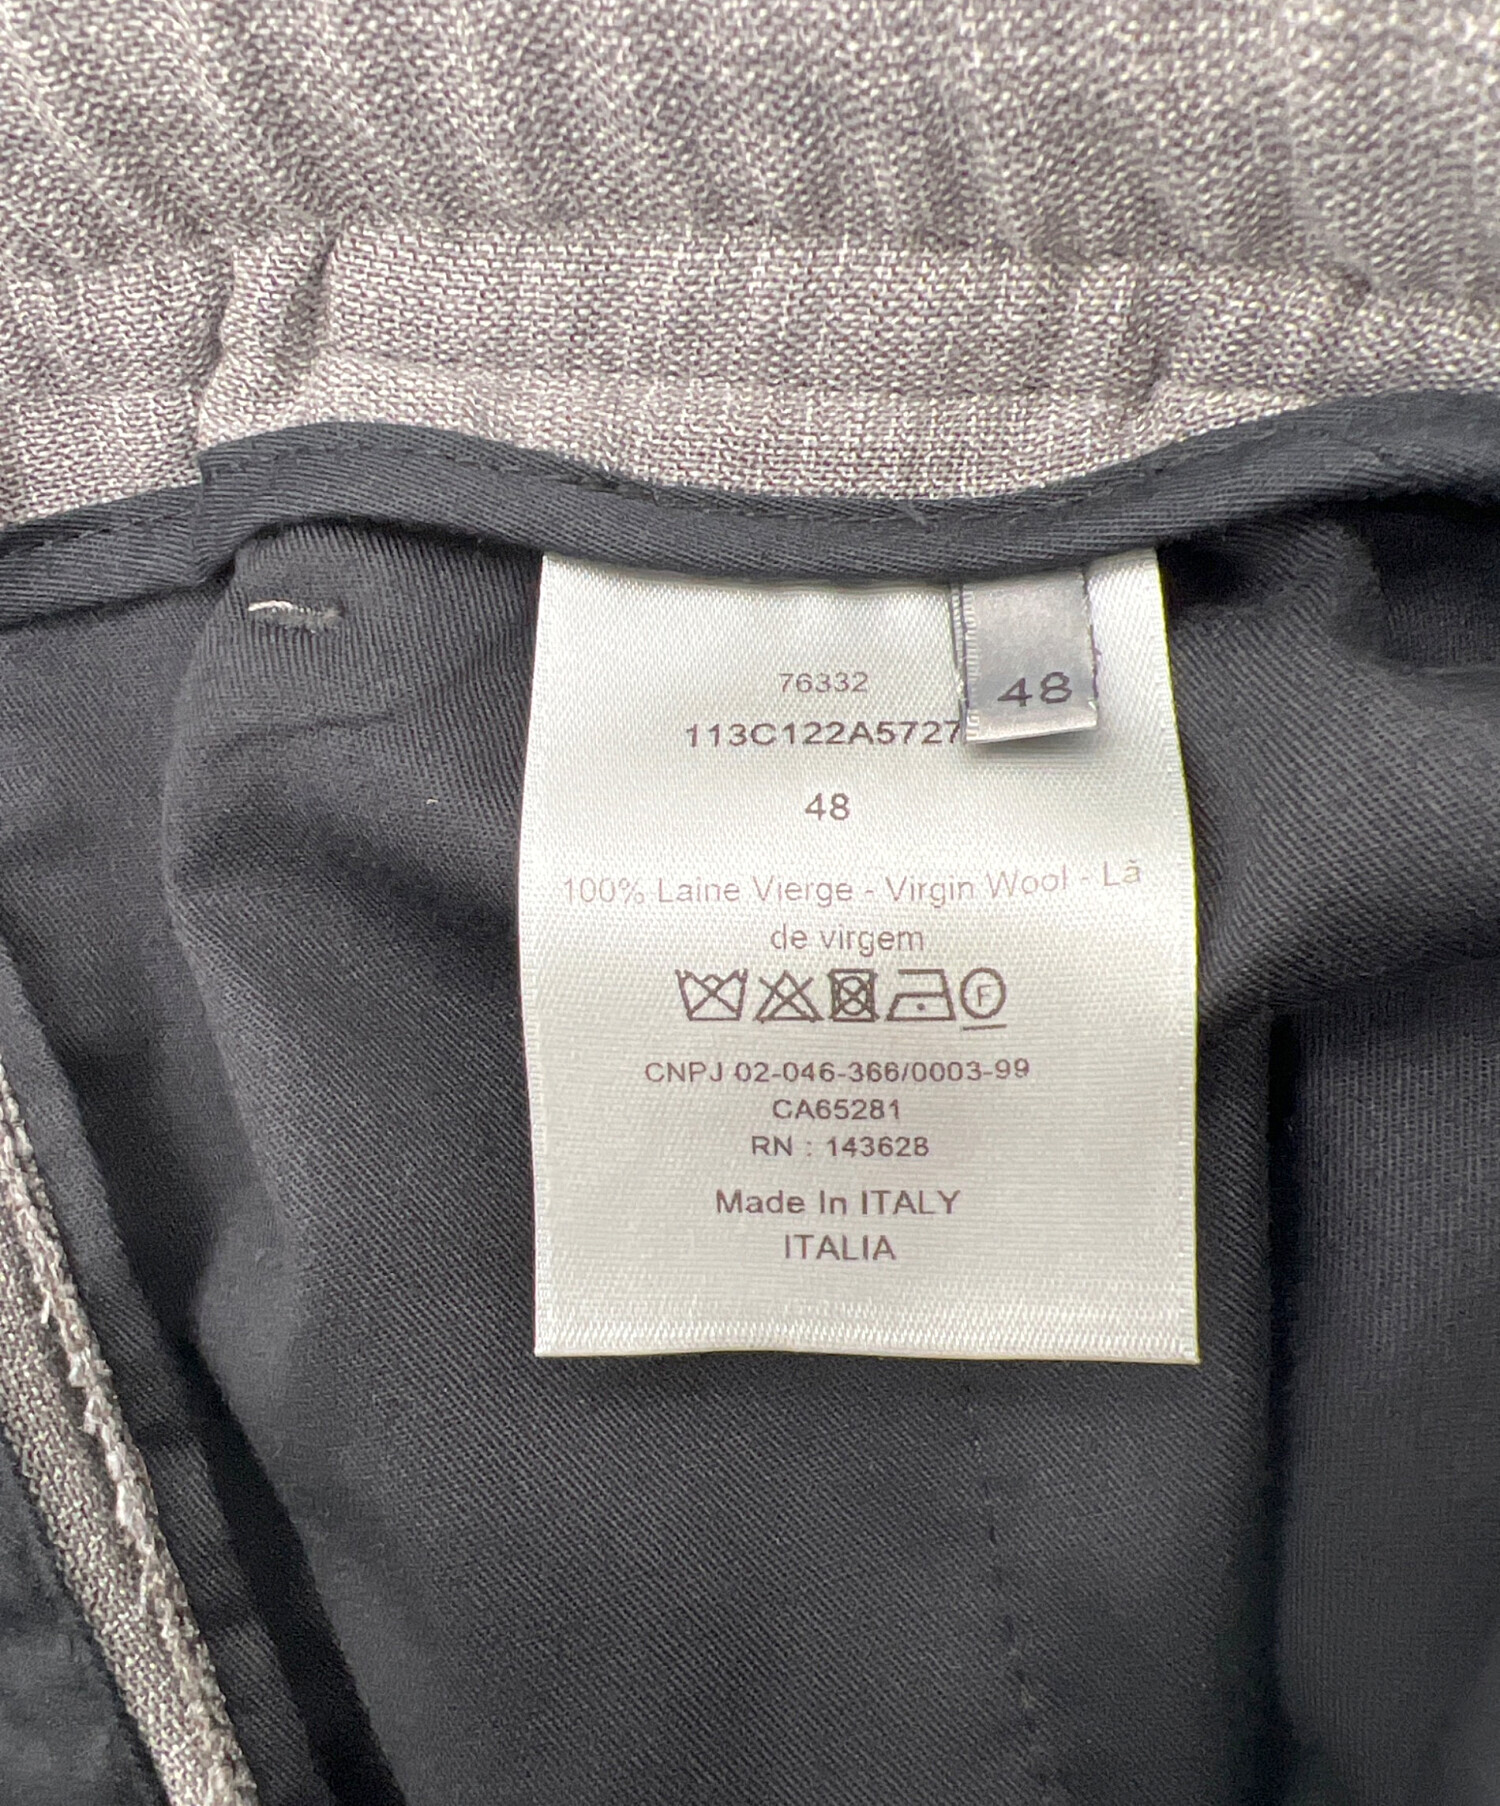 76332
48
113C122A5727
48
100% Laine Vierge - Virgin Wool - Lã
de virgem
F
CNPJ 02-046-366/0003-99
CA65281
RN : 143628
Made In ITALY
ITALIA